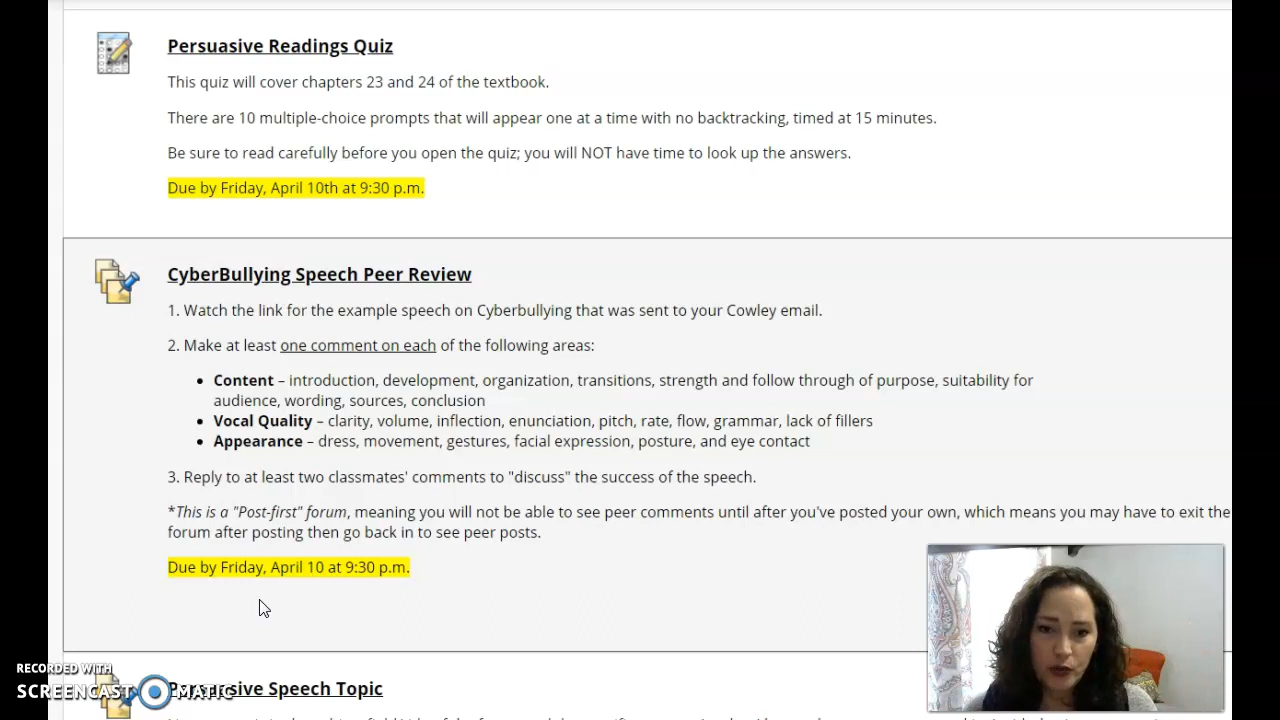 Persuasive Readings Quiz
This quiz will cover chapters 23 and 24 of the textbook.
There are 10 multiple-choice prompts that will appear one at a time with no backtracking, timed at 15 minutes.
Be sure to read carefully before you open the quiz; you will NOT have time to look up the answers.
Due by Friday, April 10th at 9:30 p.m.
CyberBullying Speech Peer Review
1. Watch the link for the example speech on Cyberbullying that was sent to your Cowley email.
2. Make at least one comment on each of the following areas:
• Content – introduction, development, organization, transitions, strength and follow through of purpose, suitability for
audience, wording, sources, conclusion
• Vocal Quality – clarity, volume, inflection, enunciation, pitch, rate, flow, grammar, lack of fillers
• Appearance – dress, movement, gestures, facial expression, posture, and eye contact
3. Reply to at least two classmates' comments to "discuss" the success of the speech.
*This is a "Post-first" forum, meaning you will not be able to see peer comments until after you've posted your own, which means you may have to exit the
forum after posting then go back in to see peer posts.
Due by Friday, April 10 at 9:30 p.m.
RECORDED WITH
SCREENCAST MATIC
Speech Topic